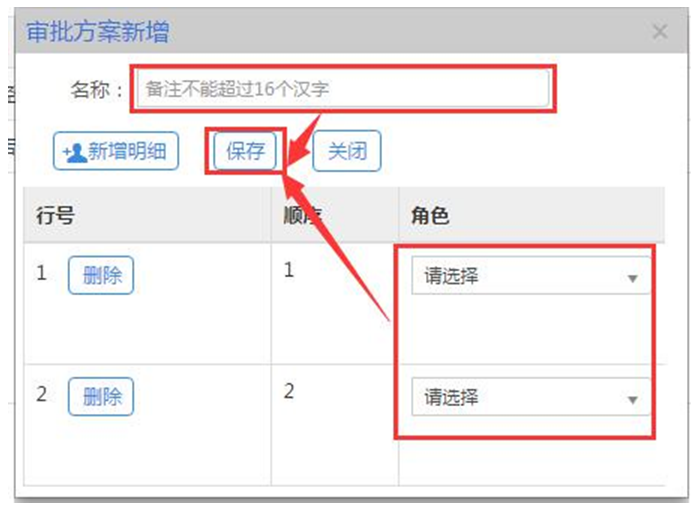 审批方案新增 ×
名称： 备注不能超过16个汉字
新增明细 保存 关闭
行号 顺序 角色
1 删除 1 请选择
2 删除 2 请选择